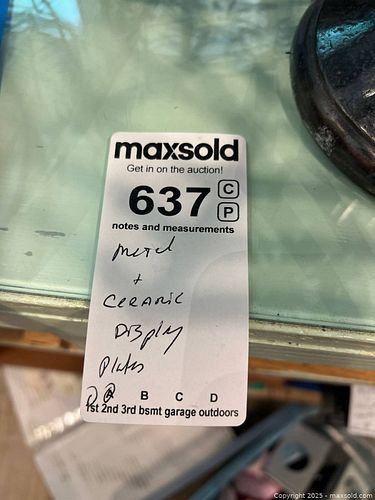 maxsold
Get in on the auction!
637 C
P
notes and measurements
metal
+
CERAMIC
DISPlAy
Plates
A B C D
1st 2nd 3rd bsmt garage outdoors
Copyright 2025 - maxsold.com